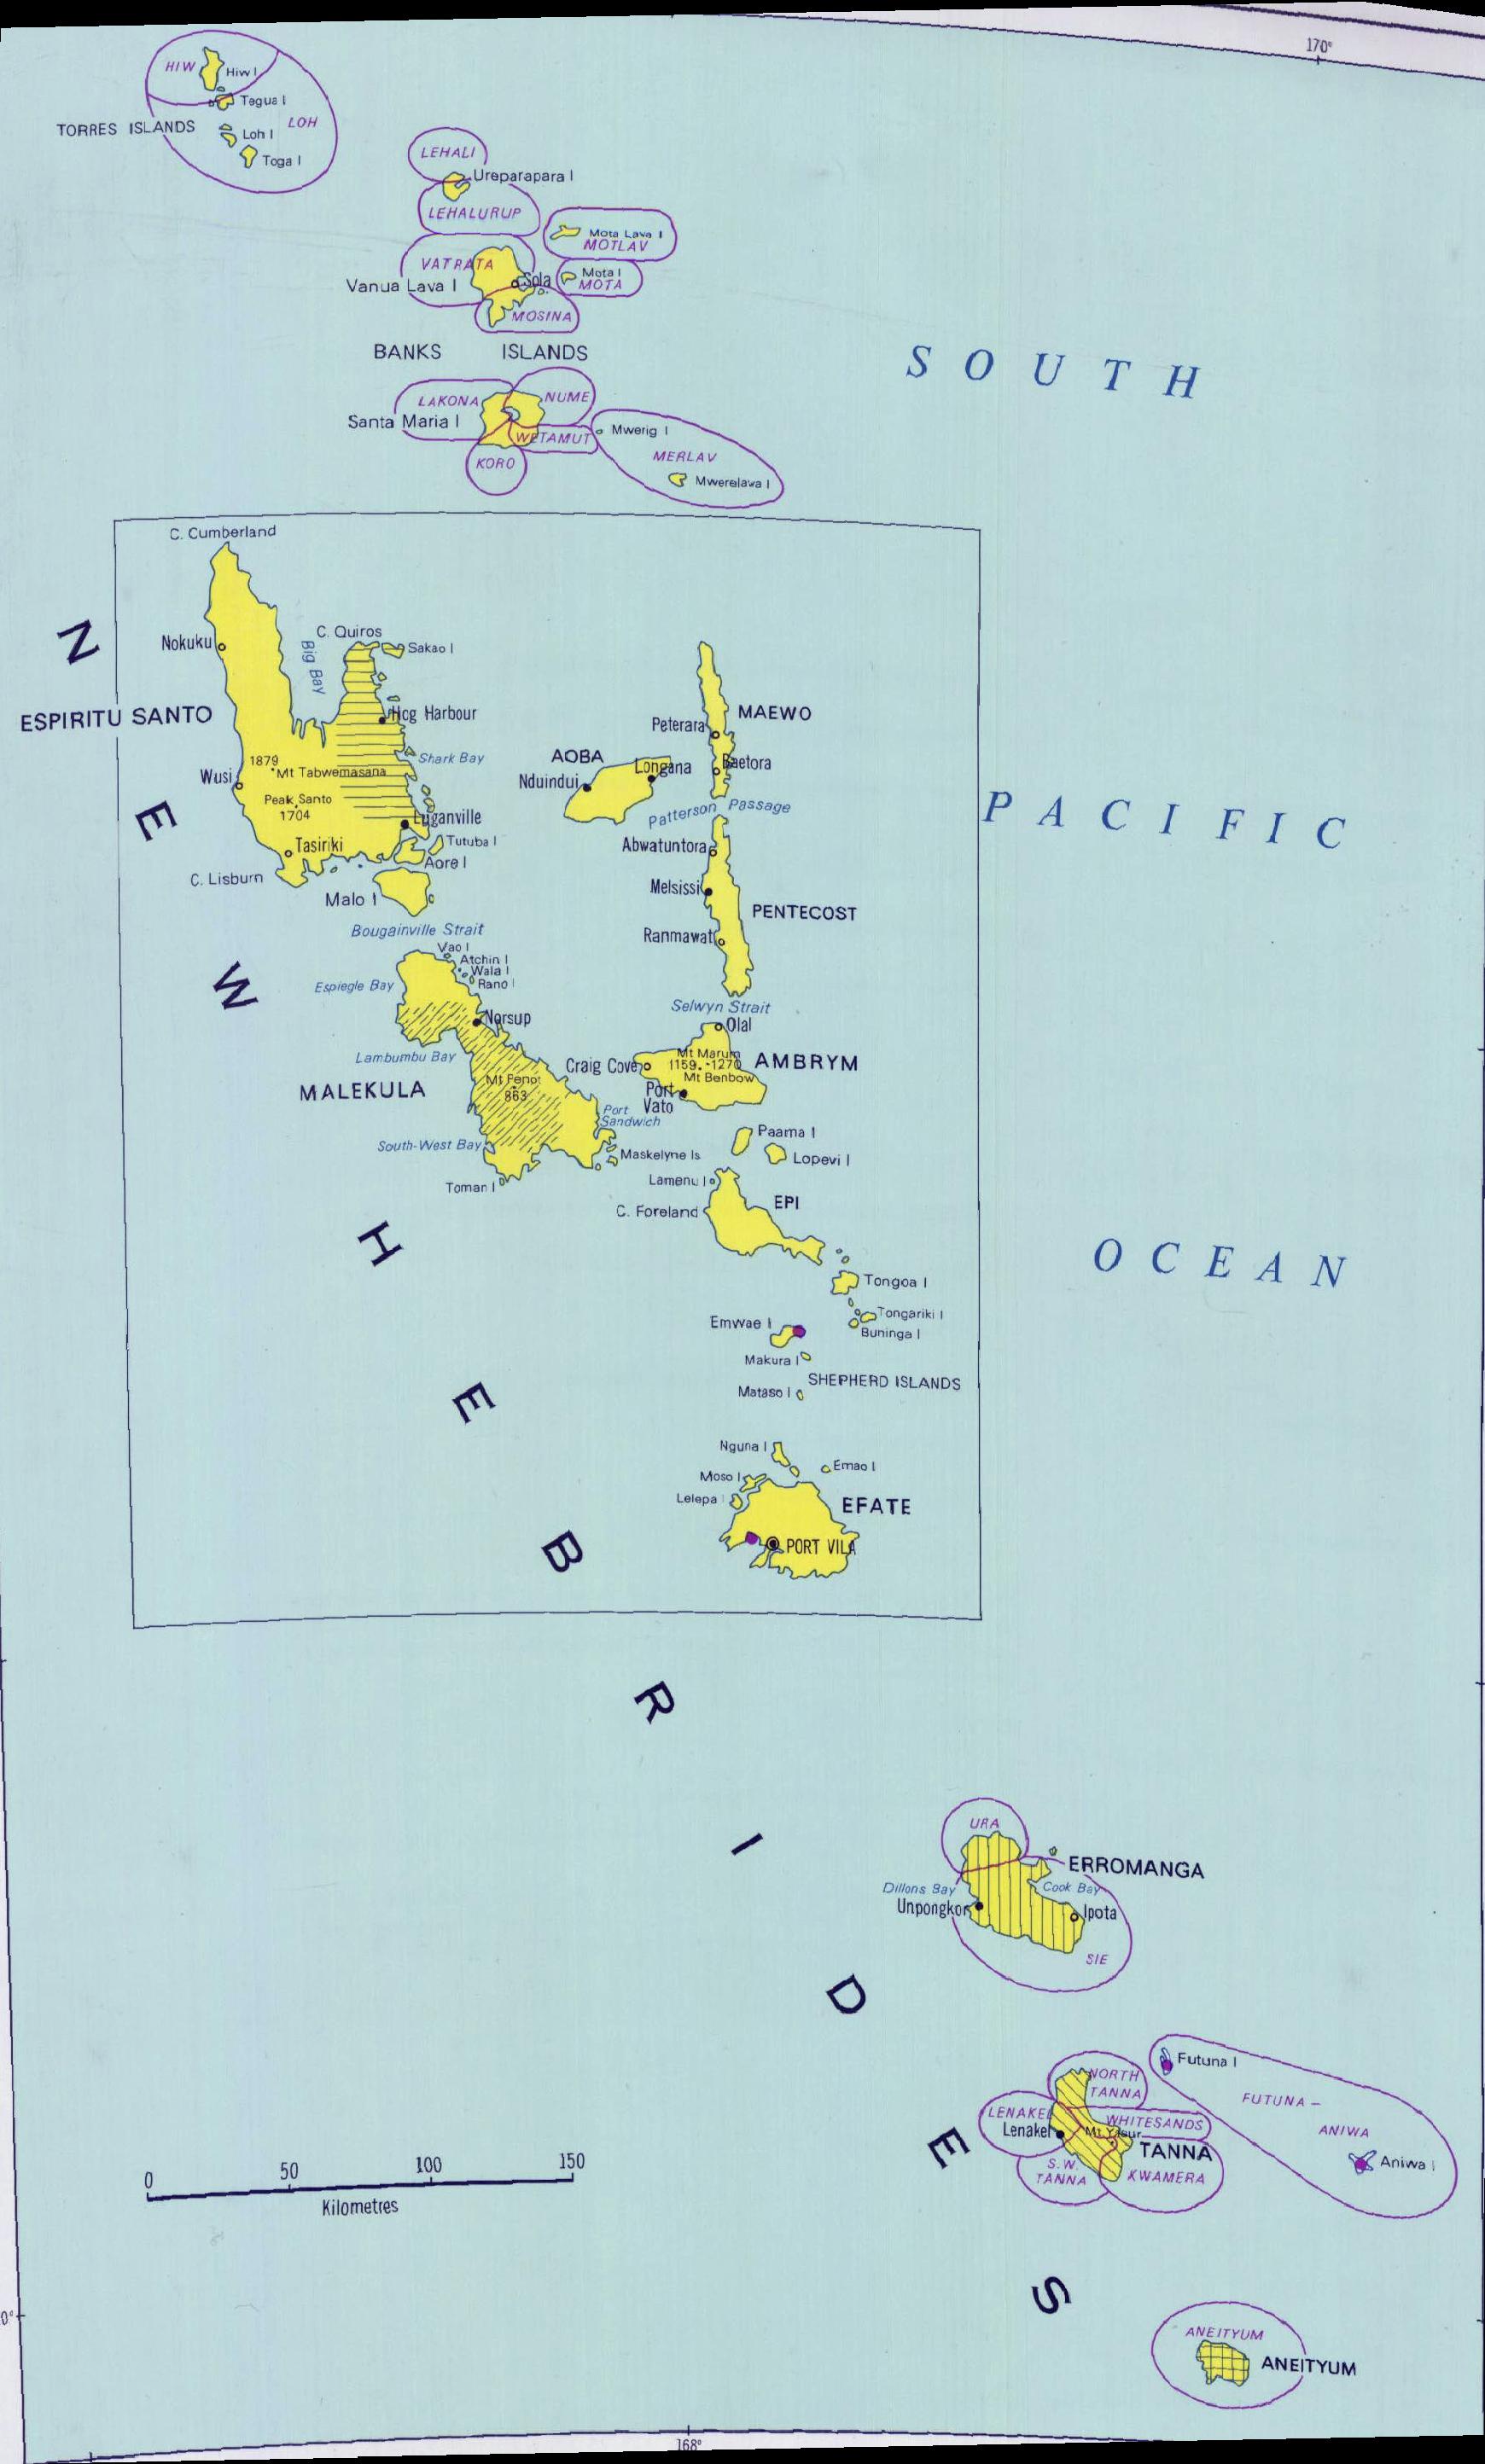 170°
HIW
Hiw I
Tegua I
TORRES ISLANDS
LOH
Loh I
Toga I
LEHALI
Ureparapara I
LEHALURUP
Mota Lava I
MOTLAV
VATRATA
Sola
Mota I
MOTA
Vanua Lava I
MOSINA
BANKS ISLANDS
LAKONA
NUME
Santa Maria I
WETAMUT
Mwerig I
KORO
MERLAV
Mwerelava I
SOUTH
PACIFIC
OCEAN
NEW HEBRIDES
C. Cumberland
Nokuku
Big Bay
C. Quiros
Sakao I
ESPIRITU SANTO
Hog Harbour
Shark Bay
1879
Mt Tabwemasana
Wusi
Peak Santo
1704
Luganville
Tasiriki
Tutuba I
Aore I
C. Lisburn
Malo I
Bougainville Strait
MAEWO
Peterara
Baetora
AOBA
Longana
Nduindui
Patterson Passage
Abwatuntora
Melsissi
PENTECOST
Ranmawat
Selwyn Strait
Vao I
Atchin I
Wala I
Rano I
Espiegle Bay
Norsup
Lambumbu Bay
MALEKULA
Mt Penot
863
Port
Sandwich
South-West Bay
Maskelyne Is
Toman I
Olal
Mt Marum
1159. .1270
Mt Benbow
AMBRYM
Craig Cove
Port
Vato
Paama I
Lopevi I
Lamenu I
EPI
C. Foreland
Tongoa I
Tongariki I
Buninga I
Emwae I
Makura I
SHEPHERD ISLANDS
Mataso I
Nguna I
Emao I
Moso I
Lelepa I
EFATE
PORT VILA
URA
ERROMANGA
Dillons Bay
Cook Bay
Unpongkor
Ipota
SIE
NORTH
TANNA
Futuna I
FUTUNA –
ANIWA
Aniwa I
LENAKEL
WHITESANDS
Lenakel
Mt Yasur
TANNA
S.W.
TANNA
KWAMERA
0 50 100 150
Kilometres
ANEITYUM
ANEITYUM
0°
168°